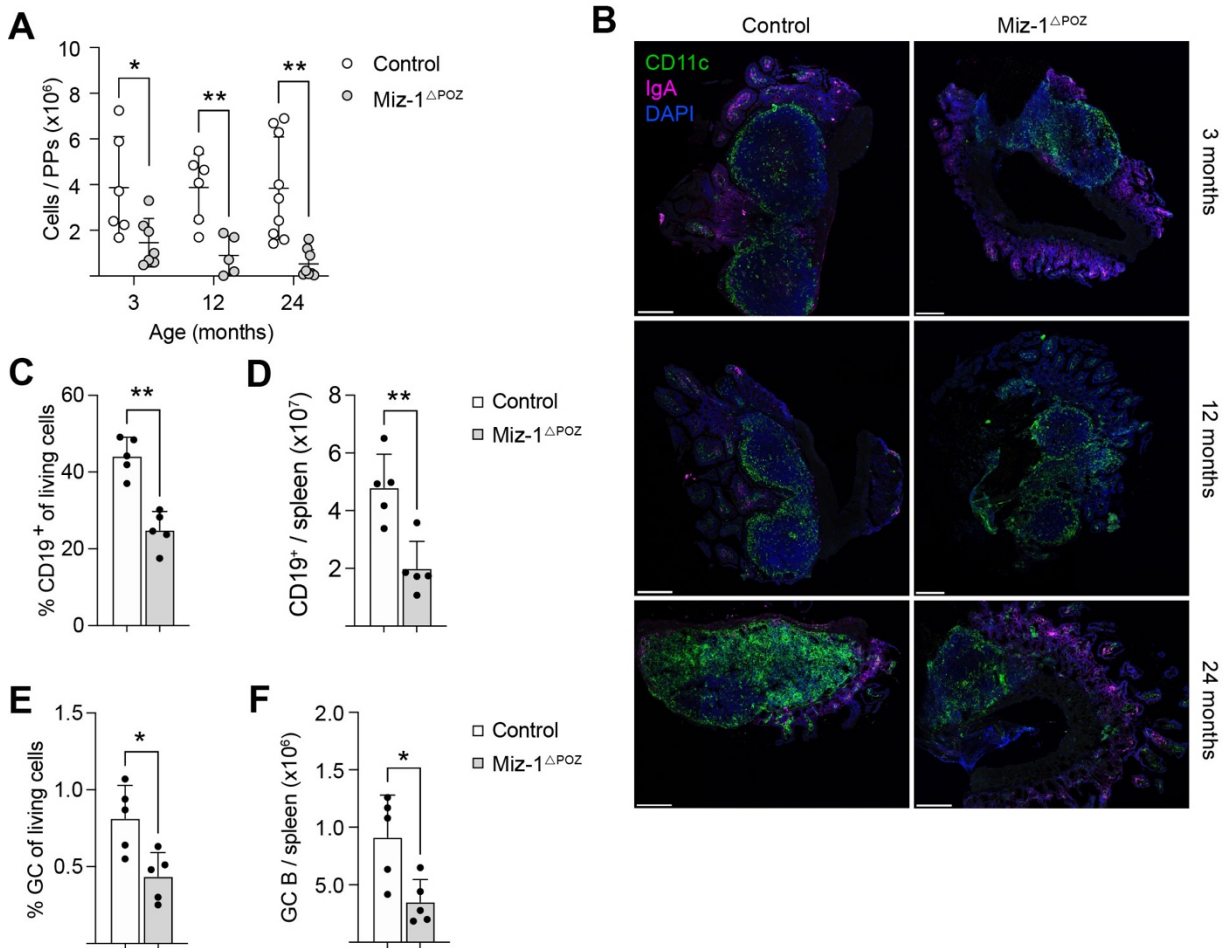 A
Cells / PPs (x10⁶)
10
8
6
4
2
*
**
**
Control
Miz-1△POZ
3
12
24
Age (months)
B
Control
Miz-1△POZ
CD11c
IgA
DAPI
3 months
12 months
24 months
C
% CD19⁺ of living cells
60
40
20
0
**
D
CD19⁺ / spleen (x10⁷)
8
6
4
2
**
Control
Miz-1△POZ
E
% GC of living cells
1.5
1.0
0.5
*
F
GC B / spleen (x10⁶)
2.0
1.5
1.0
5.0
*
Control
Miz-1△POZ